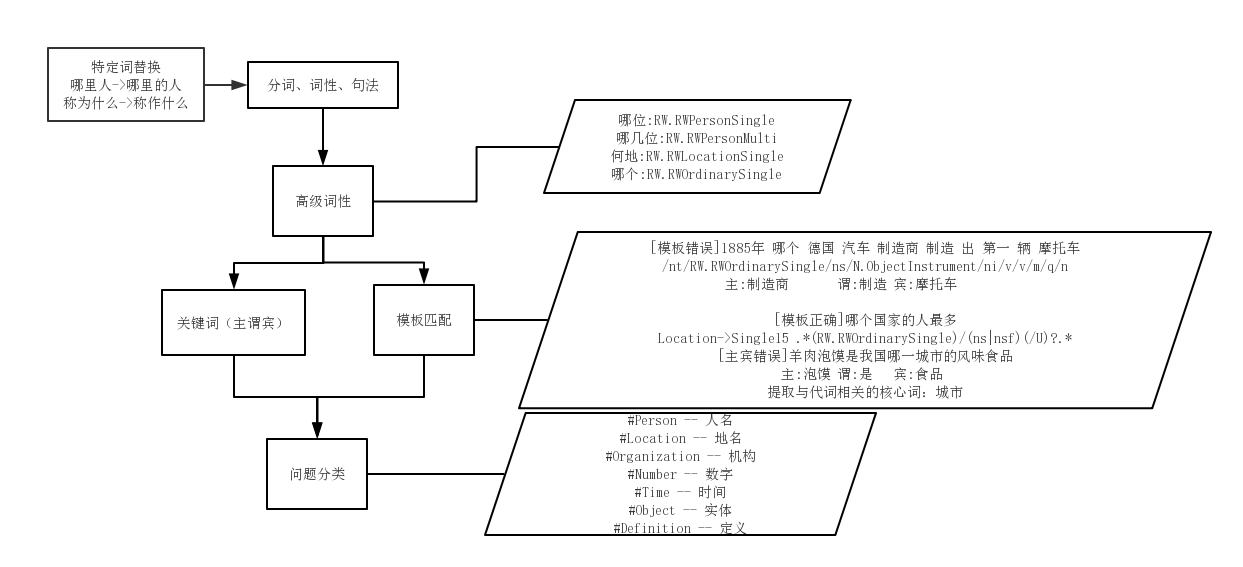 特定词替换
哪里人->哪里的人
称为什么->称作什么
分词、词性、句法
哪位:RW.RWPersonSingle
哪几位:RW.RWPersonMulti
何地:RW.RWLocationSingle
哪个:RW.RWOrdinarySingle
高级词性
[模板错误]1885年 哪个 德国 汽车 制造商 制造 出 第一 辆 摩托车
/nt/RW.RWOrdinarySingle/ns/N.ObjectInstrument/ni/v/v/m/q/n
主:制造商 谓:制造 宾:摩托车
[模板正确]哪个国家的人最多
Location->Single15 .*(RW.RWOrdinarySingle)/(ns|nsf)(/U)?.*
[主宾错误]羊肉泡馍是我国哪一城市的风味食品
主:泡馍 谓:是 宾:食品
提取与代词相关的核心词：城市
关键词（主谓宾）
模板匹配
#Person -- 人名
#Location -- 地名
#Organization -- 机构
#Number -- 数字
#Time -- 时间
#Object -- 实体
#Definition -- 定义
问题分类